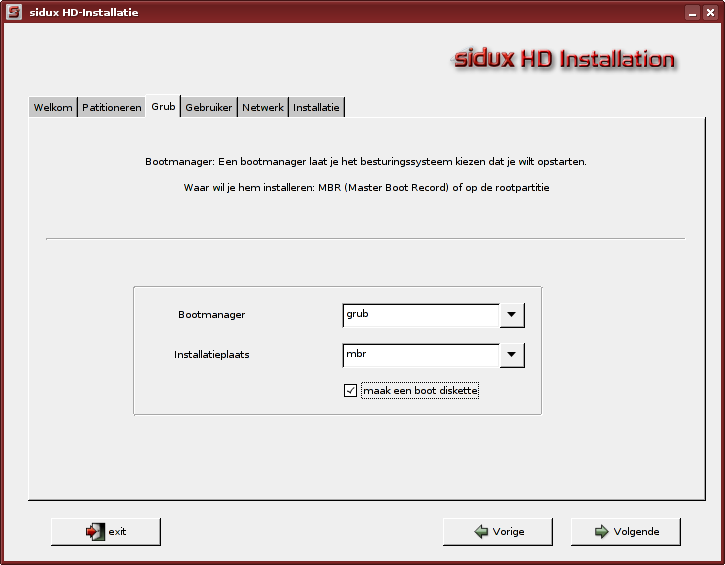 sidux HD-Installatie
sidux HD Installation
Welkom Patitioneren Grub Gebruiker Netwerk Installatie
Bootmanager: Een bootmanager laat je het besturingssysteem kiezen dat je wilt opstarten.
Waar wil je hem installeren: MBR (Master Boot Record) of op de rootpartitie
Bootmanager grub
Installatieplaats mbr
maak een boot diskette
exit Vorige Volgende